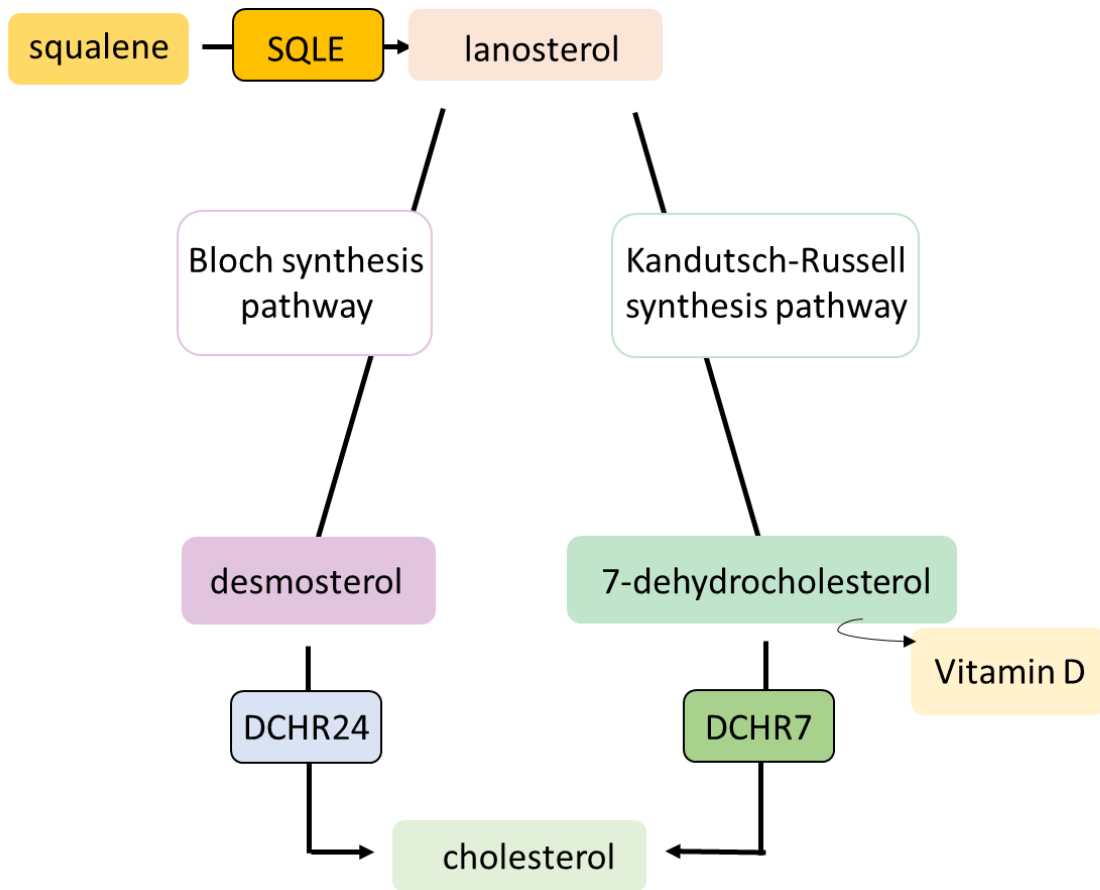 squalene
SQLE
lanosterol
Bloch synthesis
pathway
Kandutsch-Russell
synthesis pathway
desmosterol
7-dehydrocholesterol
Vitamin D
DCHR24
DCHR7
cholesterol